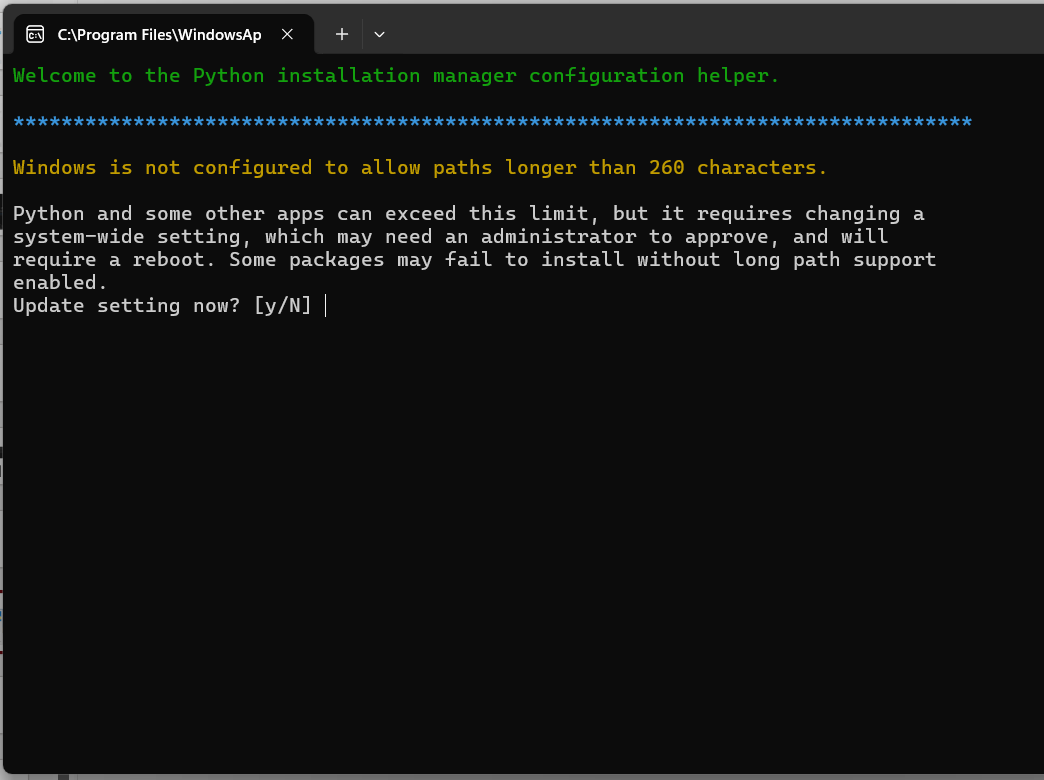 C:\Program Files\WindowsAp
Welcome to the Python installation manager configuration helper.
********************************************************************************
Windows is not configured to allow paths longer than 260 characters.
Python and some other apps can exceed this limit, but it requires changing a
system-wide setting, which may need an administrator to approve, and will
require a reboot. Some packages may fail to install without long path support
enabled.
Update setting now? [y/N]